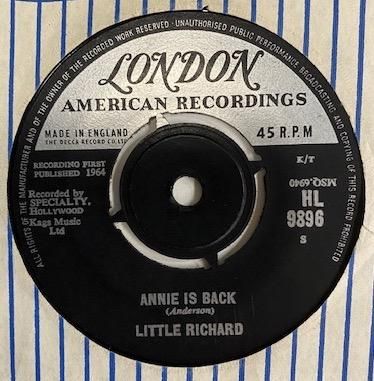 ALL RIGHTS OF THE MANUFACTURER AND OF THE OWNER OF THE RECORDED WORK RESERVED · UNAUTHORISED PUBLIC PERFORMANCE, BROADCASTING AND COPYING OF THIS RECORD PROHIBITED
LONDON
AMERICAN RECORDINGS
MADE IN ENGLAND
THE DECCA RECORD CO. LTD
45 R.P.M
RECORDING FIRST
PUBLISHED 1964
K/T
MSQ.6940
Recorded by
SPECIALTY,
HOLLYWOOD
Kags Music
Ltd
HL
9896
S
ANNIE IS BACK
(Anderson)
LITTLE RICHARD